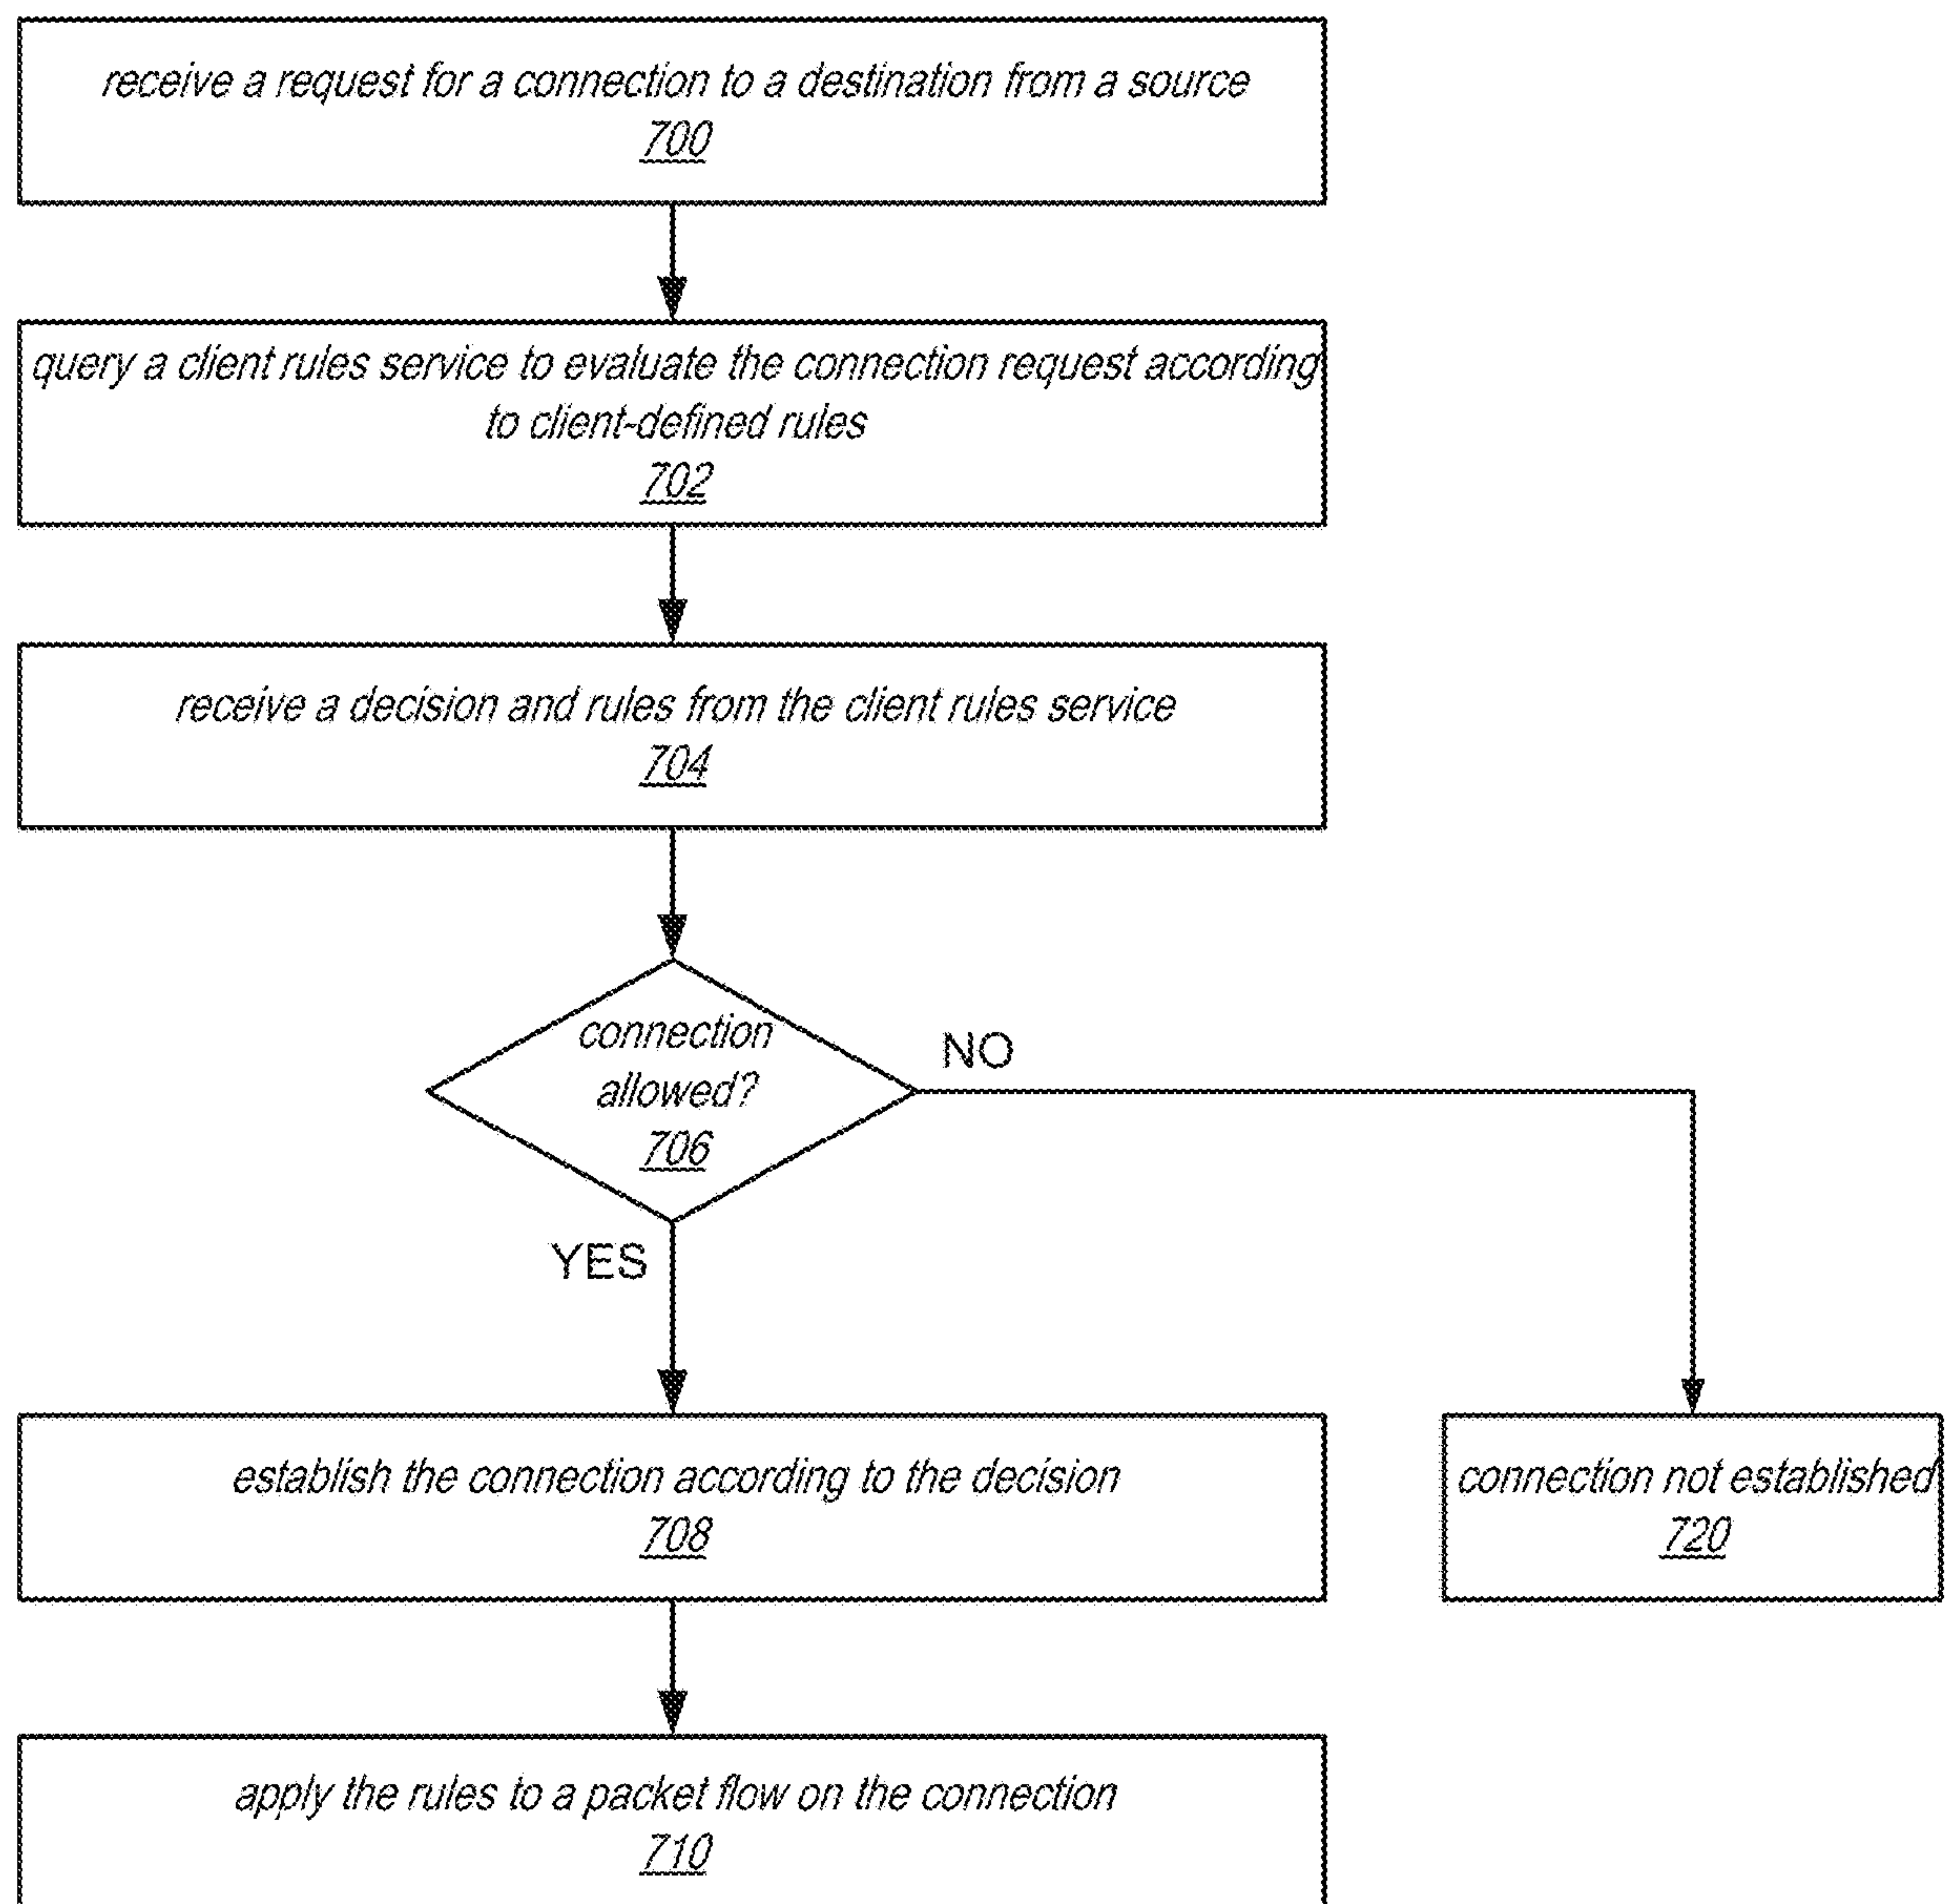 receive a request for a connection to a destination from a source
700
query a client rules service to evaluate the connection request according
to client-defined rules
702
receive a decision and rules from the client rules service
704
connection
allowed?
706
NO
YES
establish the connection according to the decision
708
connection not established
720
apply the rules to a packet flow on the connection
710